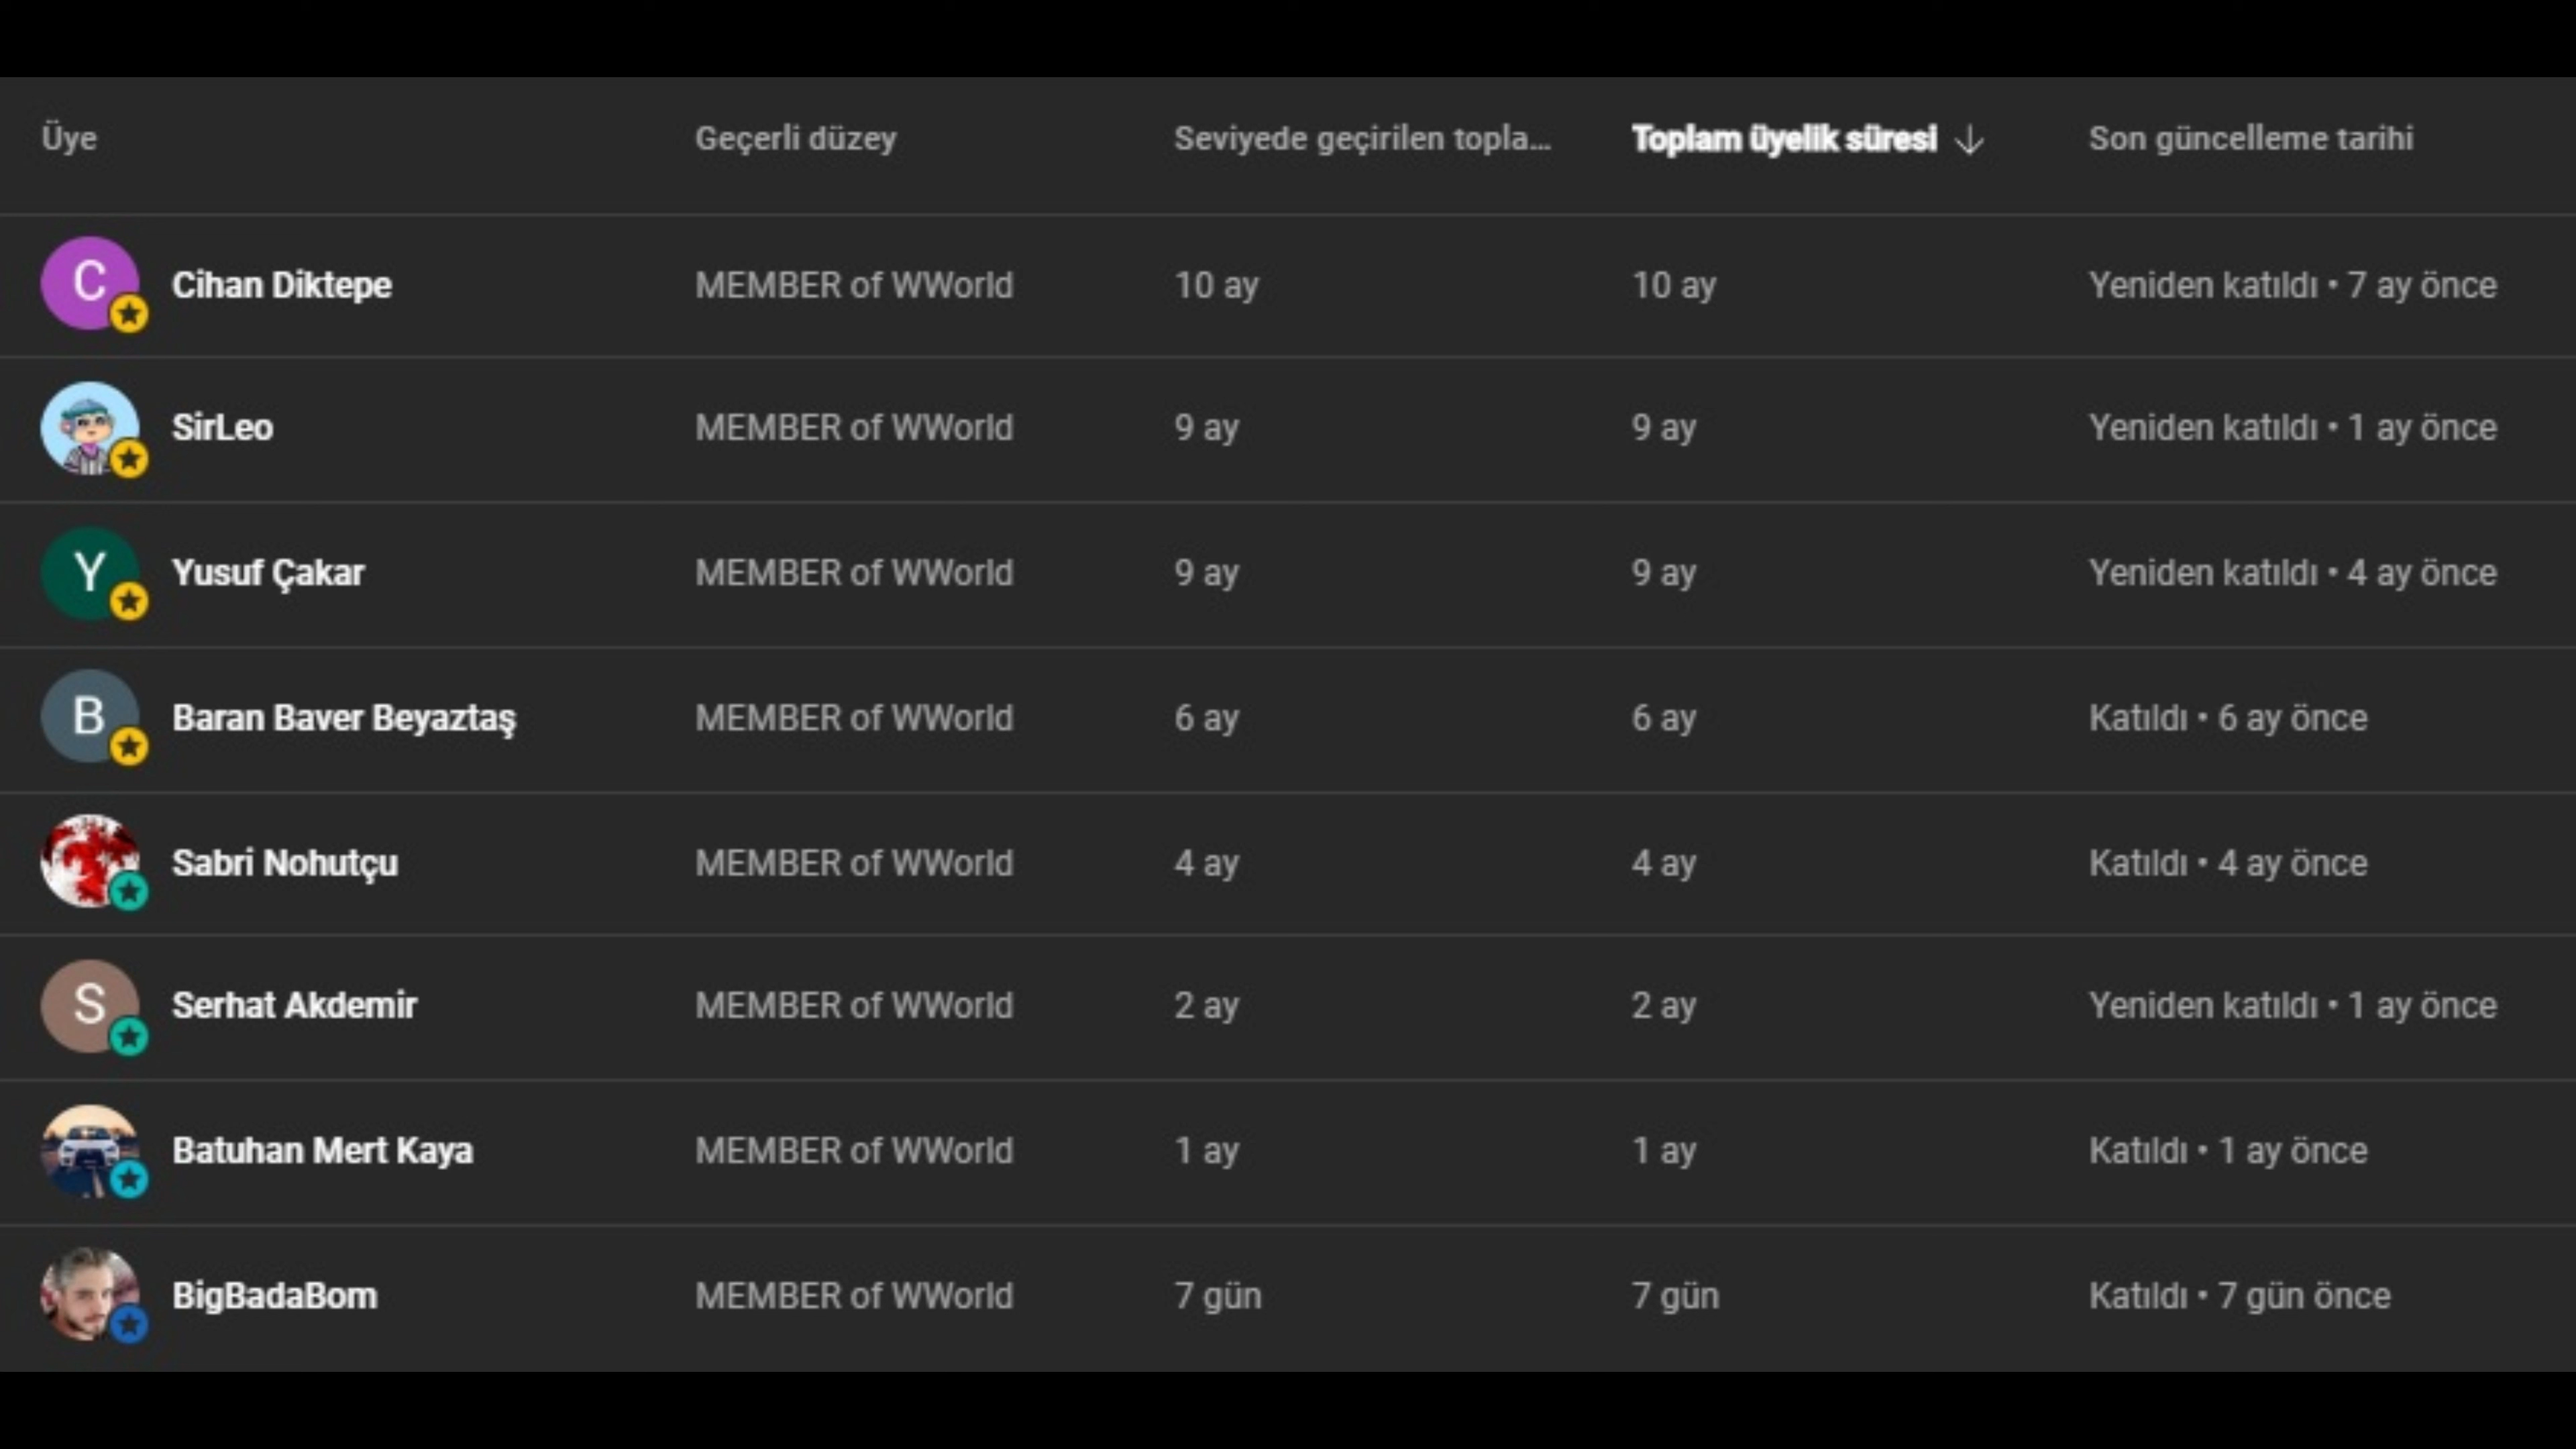 Üye Geçerli düzey Seviyede geçirilen topla... Toplam üyelik süresi ↓ Son güncelleme tarihi
C Cihan Diktepe MEMBER of WWorld 10 ay 10 ay Yeniden katıldı • 7 ay önce
SirLeo MEMBER of WWorld 9 ay 9 ay Yeniden katıldı • 1 ay önce
Y Yusuf Çakar MEMBER of WWorld 9 ay 9 ay Yeniden katıldı • 4 ay önce
B Baran Baver Beyaztaş MEMBER of WWorld 6 ay 6 ay Katıldı • 6 ay önce
Sabri Nohutçu MEMBER of WWorld 4 ay 4 ay Katıldı • 4 ay önce
S Serhat Akdemir MEMBER of WWorld 2 ay 2 ay Yeniden katıldı • 1 ay önce
Batuhan Mert Kaya MEMBER of WWorld 1 ay 1 ay Katıldı • 1 ay önce
BigBadaBom MEMBER of WWorld 7 gün 7 gün Katıldı • 7 gün önce